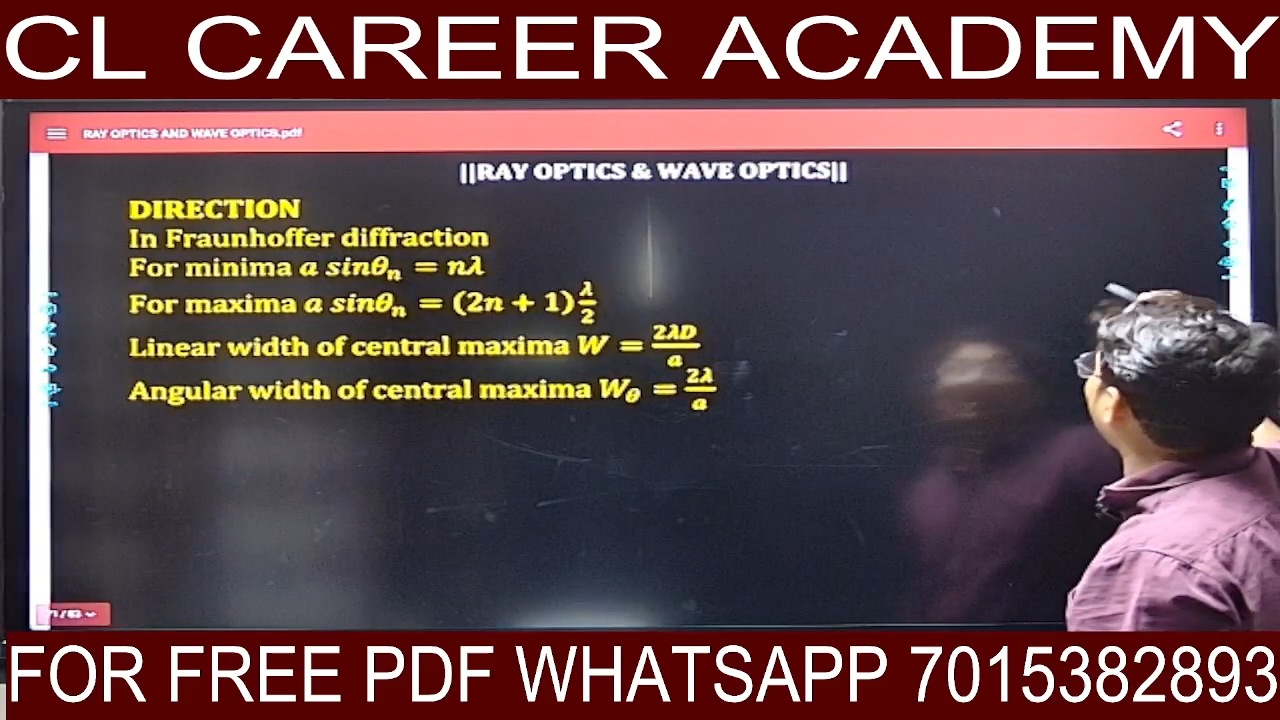 CL CAREER ACADEMY
RAY OPTICS AND WAVE OPTICS.pdf
||RAY OPTICS & WAVE OPTICS||
DIRECTION
In Fraunhoffer diffraction
For minima a sinθₙ = nλ
For maxima a sinθₙ = (2n + 1)λ/2
Linear width of central maxima W = 2λD/a
Angular width of central maxima W_θ = 2λ/a
FOR FREE PDF WHATSAPP 7015382893